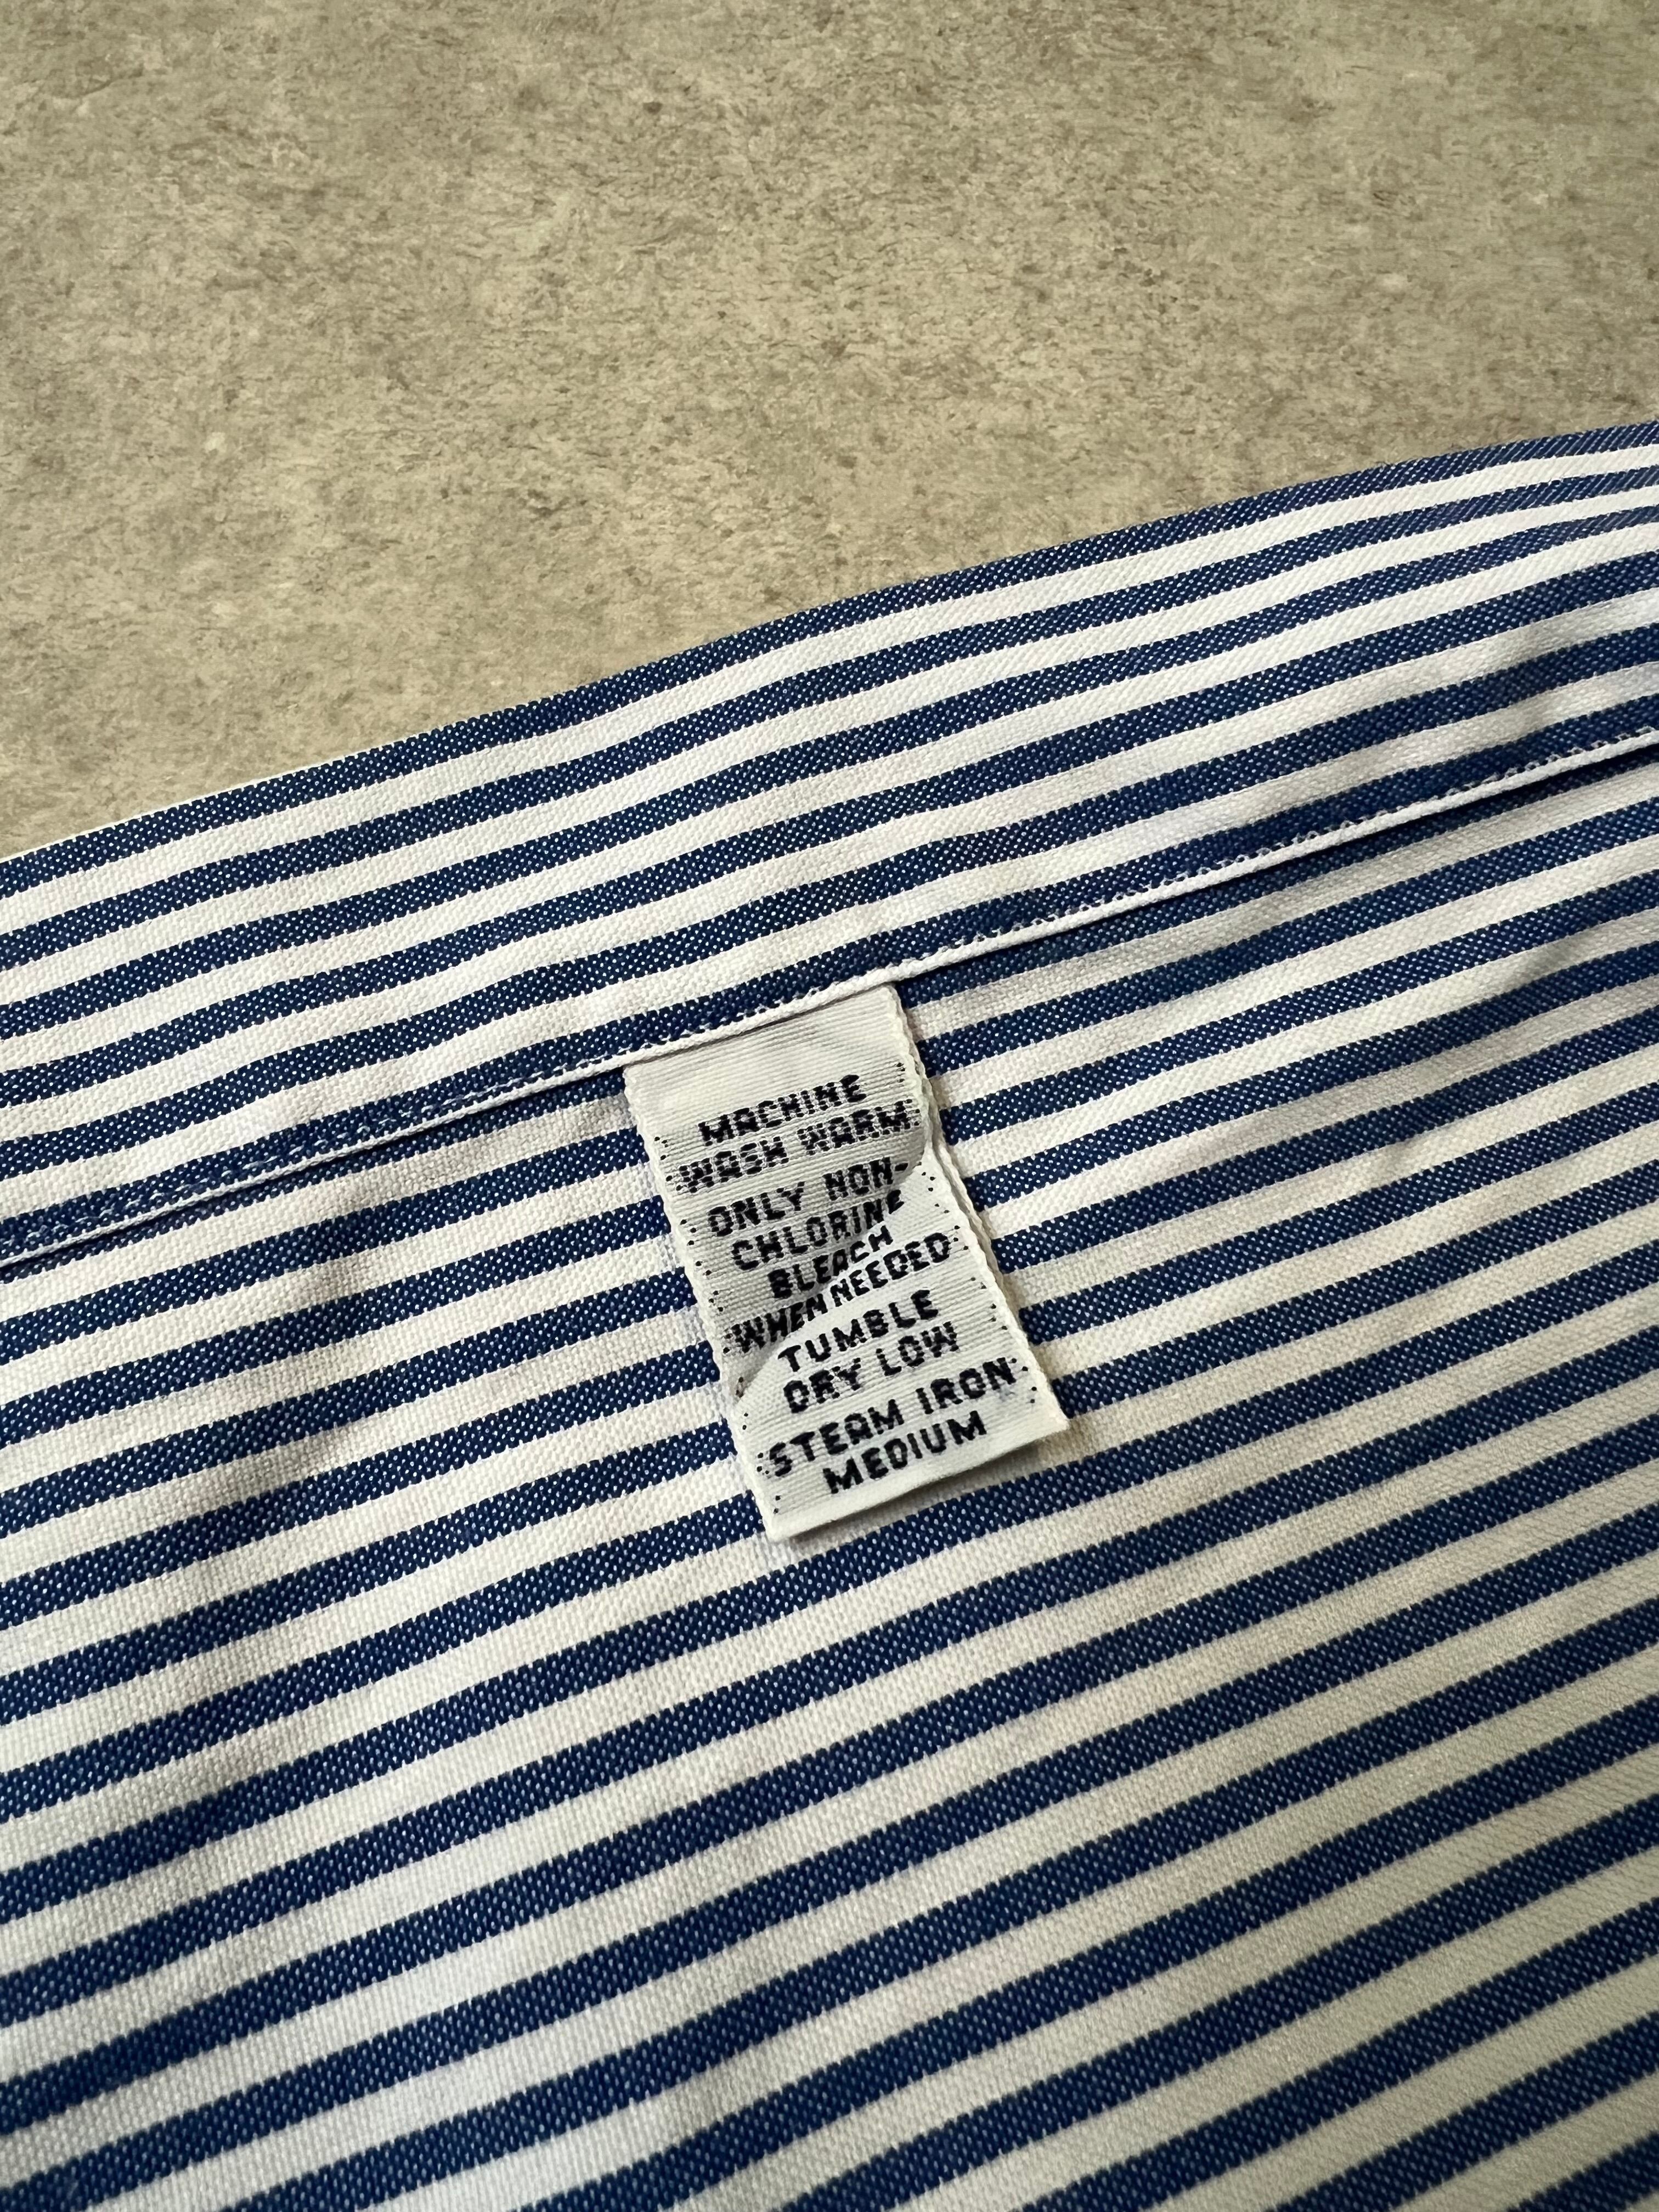 MACHINE
WASH WARM
ONLY NON-
CHLORINE
BLEACH
WHEN NEEDED
TUMBLE
DRY LOW
STEAM IRON
MEDIUM